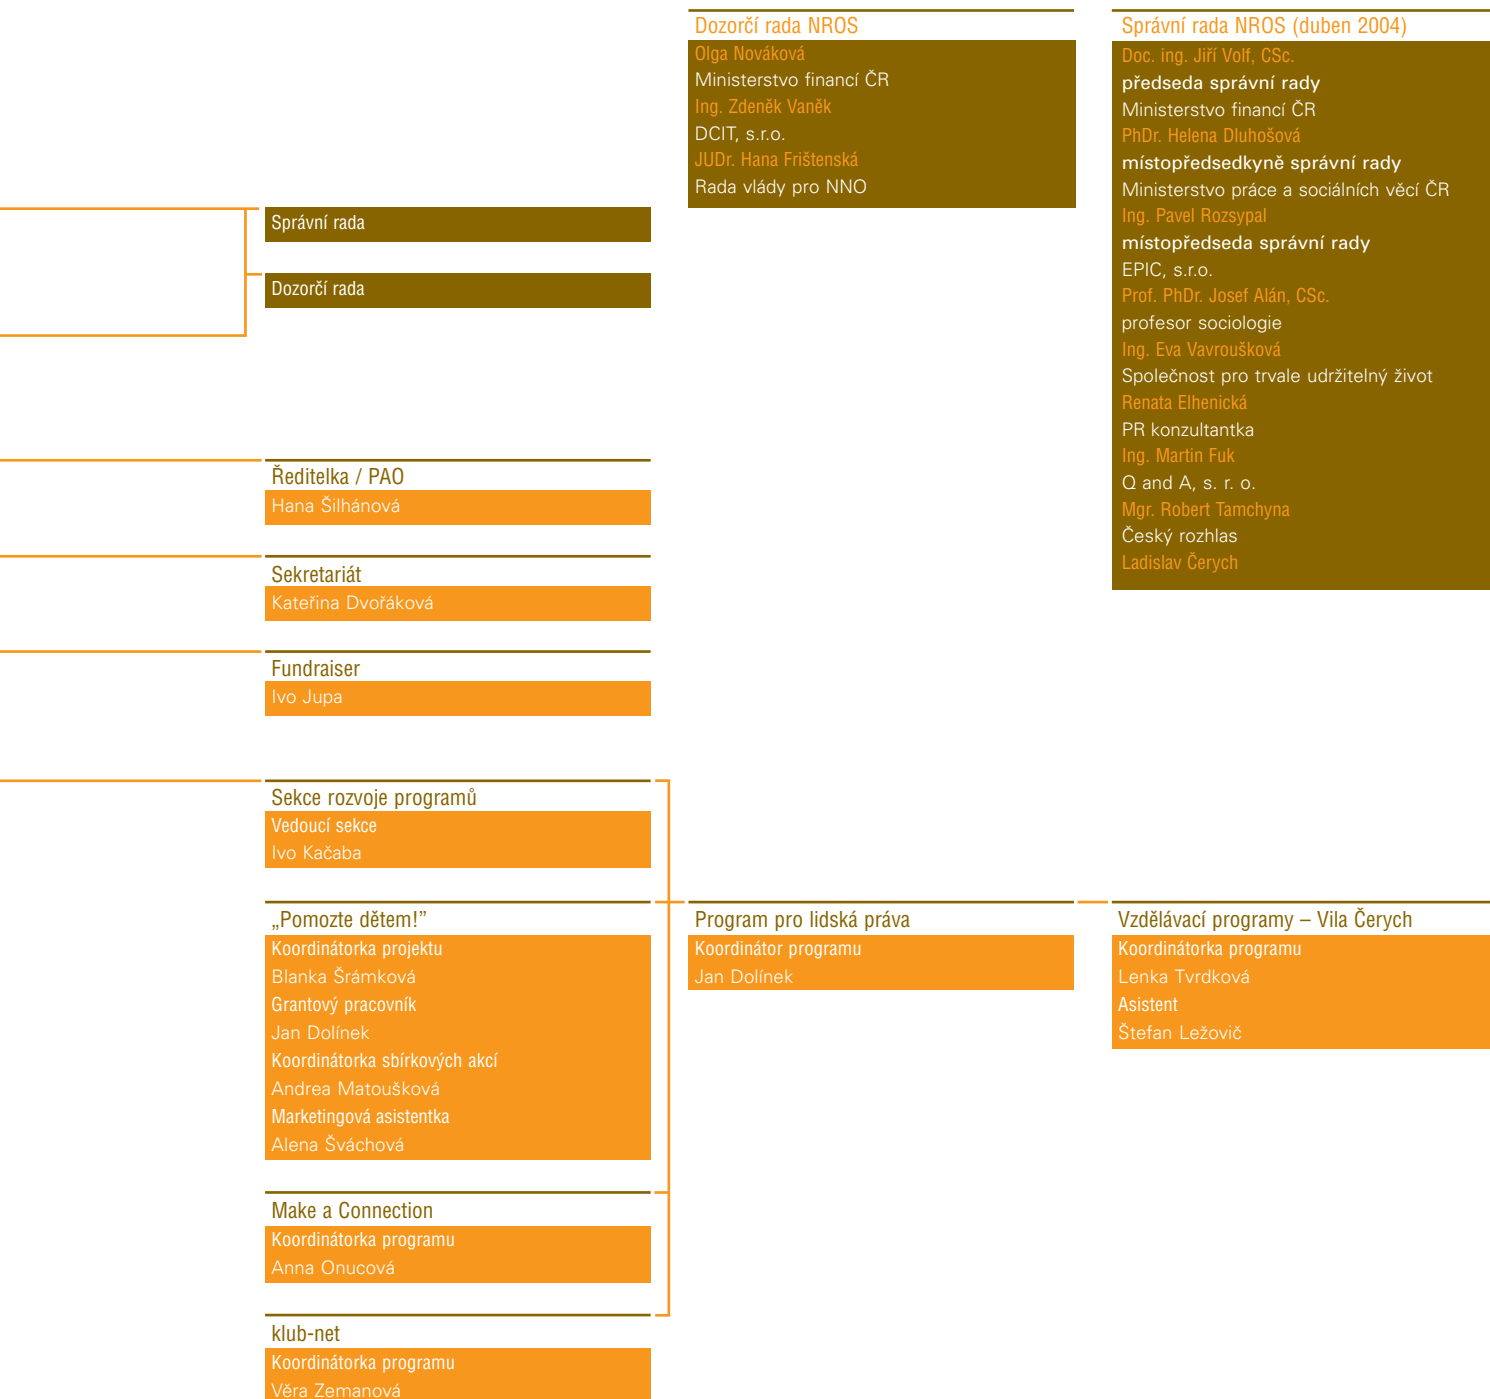 Dozorčí rada NROS
Olga Nováková
Ministerstvo financí ČR
Ing. Zdeněk Vaněk
DCIT, s.r.o.
JUDr. Hana Frištenská
Rada vlády pro NNO
Správní rada NROS (duben 2004)
Doc. ing. Jiří Volf, CSc.
předseda správní rady
Ministerstvo financí ČR
PhDr. Helena Dluhošová
místopředsedkyně správní rady
Ministerstvo práce a sociálních věcí ČR
Ing. Pavel Rozsypal
místopředseda správní rady
EPIC, s.r.o.
Prof. PhDr. Josef Alán, CSc.
profesor sociologie
Ing. Eva Vavroušková
Společnost pro trvale udržitelný život
Renata Elhenická
PR konzultantka
Ing. Martin Fuk
Q and A, s. r. o.
Mgr. Robert Tamchyna
Český rozhlas
Ladislav Čerych
Správní rada
Dozorčí rada
Ředitelka / PAO
Hana Šilhánová
Sekretariát
Kateřina Dvořáková
Fundraiser
Ivo Jupa
Sekce rozvoje programů
Vedoucí sekce
Ivo Kačaba
„Pomozte dětem!”
Koordinátorka projektu
Blanka Šrámková
Grantový pracovník
Jan Dolínek
Koordinátorka sbírkových akcí
Andrea Matoušková
Marketingová asistentka
Alena Šváchová
Program pro lidská práva
Koordinátor programu
Jan Dolínek
Vzdělávací programy – Vila Čerych
Koordinátorka programu
Lenka Tvrdková
Asistent
Štefan Ležovič
Make a Connection
Koordinátorka programu
Anna Onucová
klub-net
Koordinátorka programu
Věra Zemanová